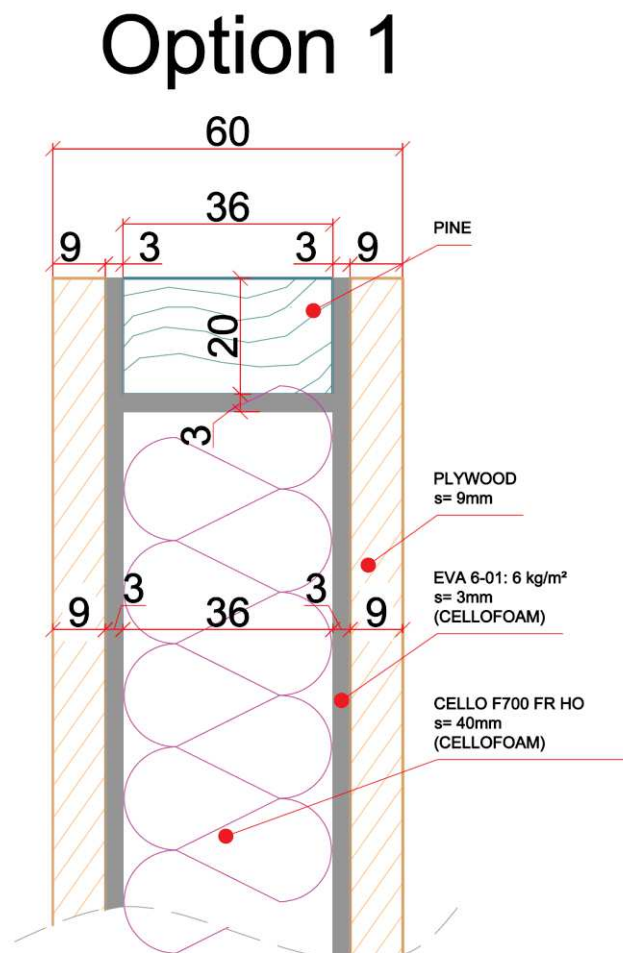 Option 1
60
36
9 3 3 9
PINE
20
3
PLYWOOD
s= 9mm
EVA 6-01: 6 kg/m²
s= 3mm
(CELLOFOAM)
9 3 36 3 9
CELLO F700 FR HO
s= 40mm
(CELLOFOAM)